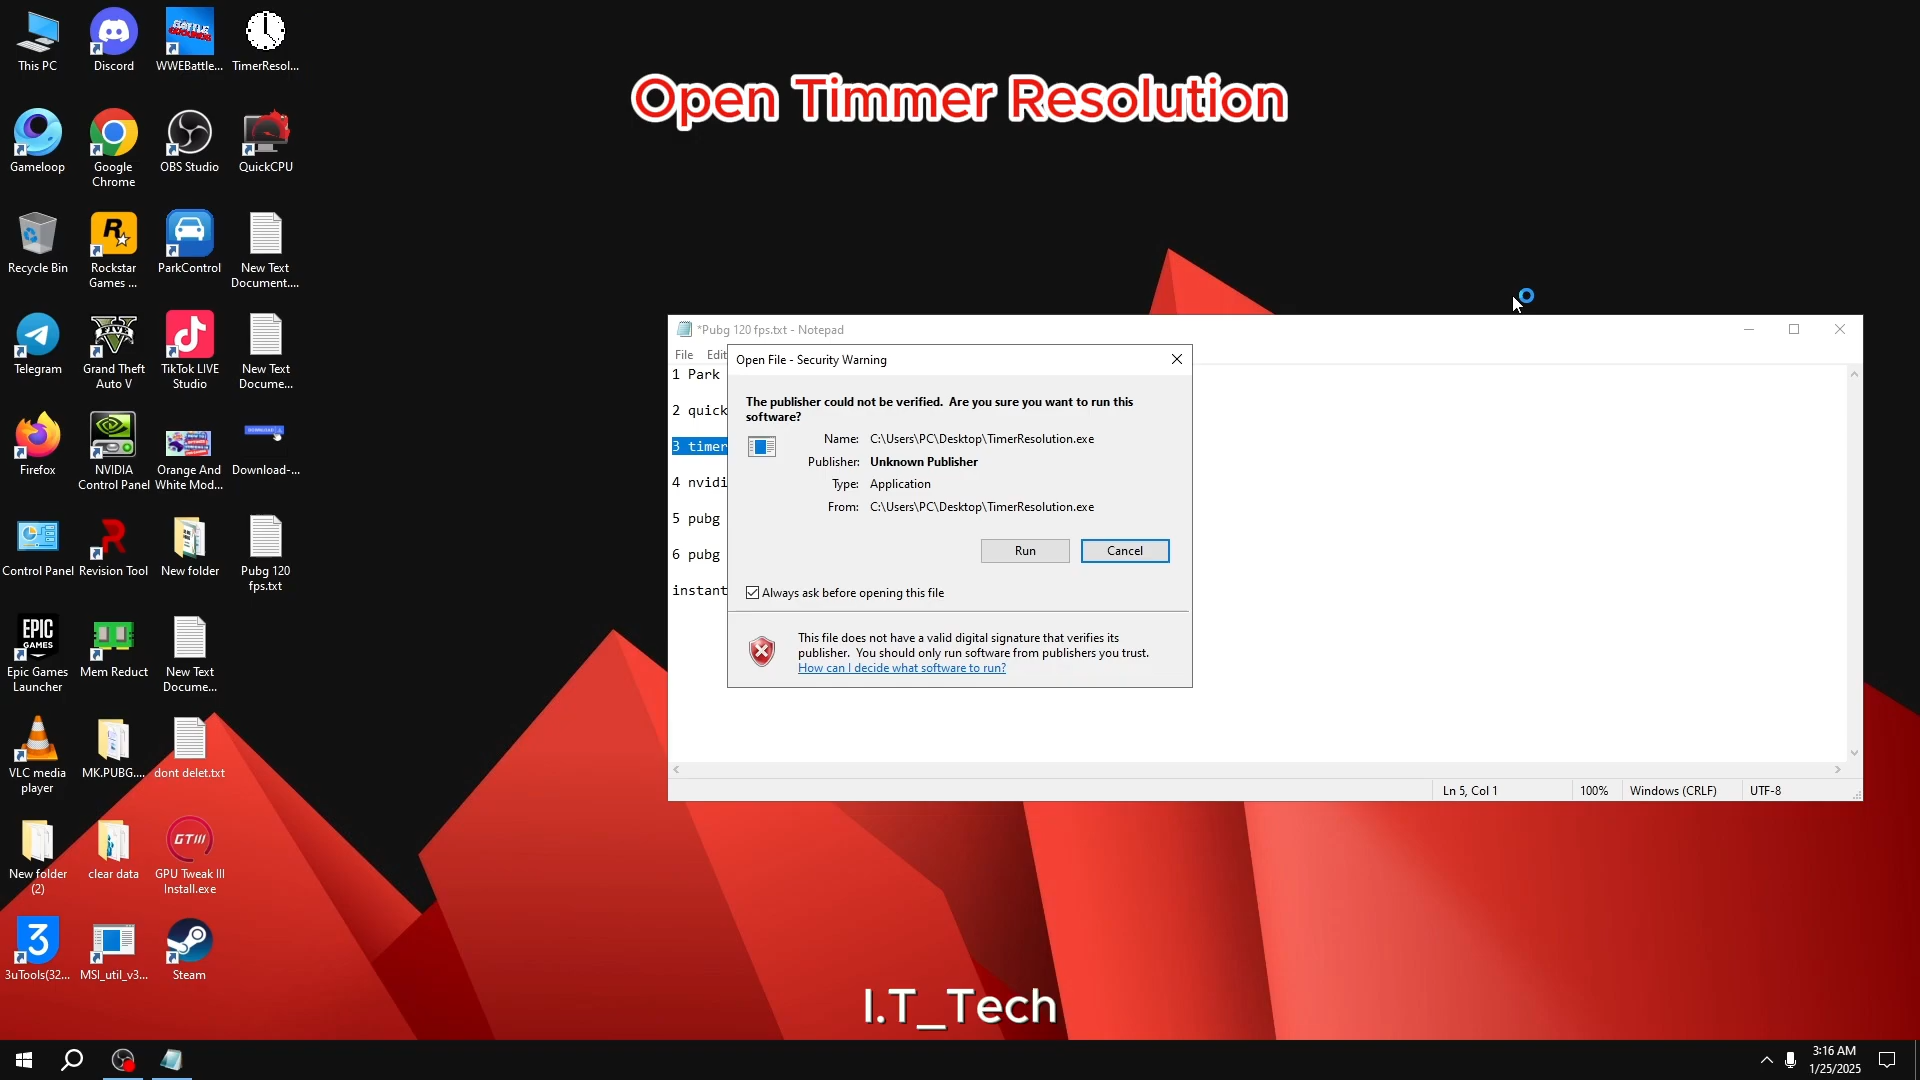 This PC
Discord
WWEBattle...
TimerResol...
Open Timmer Resolution
Gameloop
Google
Chrome
OBS Studio
QuickCPU
Recycle Bin
Rockstar
Games ...
ParkControl
New Text
Document....
Telegram
Grand Theft
Auto V
TikTok LIVE
Studio
New Text
Docume...
Firefox
NVIDIA
Control Panel
Orange And
White Mod...
Download-...
Control Panel
Revision Tool
New folder
Pubg 120
fps.txt
EPIC
GAMES
Epic Games
Launcher
Mem Reduct
New Text
Docume...
VLC media
player
MK.PUBG....
dont delet.txt
New folder
(2)
clear data
GTIII
GPU Tweak III
Install.exe
3
3uTools(32...
MSI_util_v3...
Steam
*Pubg 120 fps.txt - Notepad
File Edit
1 Park
2 quick
3 timer
4 nvidi
5 pubg
6 pubg
instant
Open File - Security Warning
The publisher could not be verified. Are you sure you want to run this
software?
Name: C:\Users\PC\Desktop\TimerResolution.exe
Publisher: Unknown Publisher
Type: Application
From: C:\Users\PC\Desktop\TimerResolution.exe
Run Cancel
Always ask before opening this file
This file does not have a valid digital signature that verifies its
publisher. You should only run software from publishers you trust.
How can I decide what software to run?
Ln 5, Col 1 100% Windows (CRLF) UTF-8
I.T_Tech
3:16 AM
1/25/2025